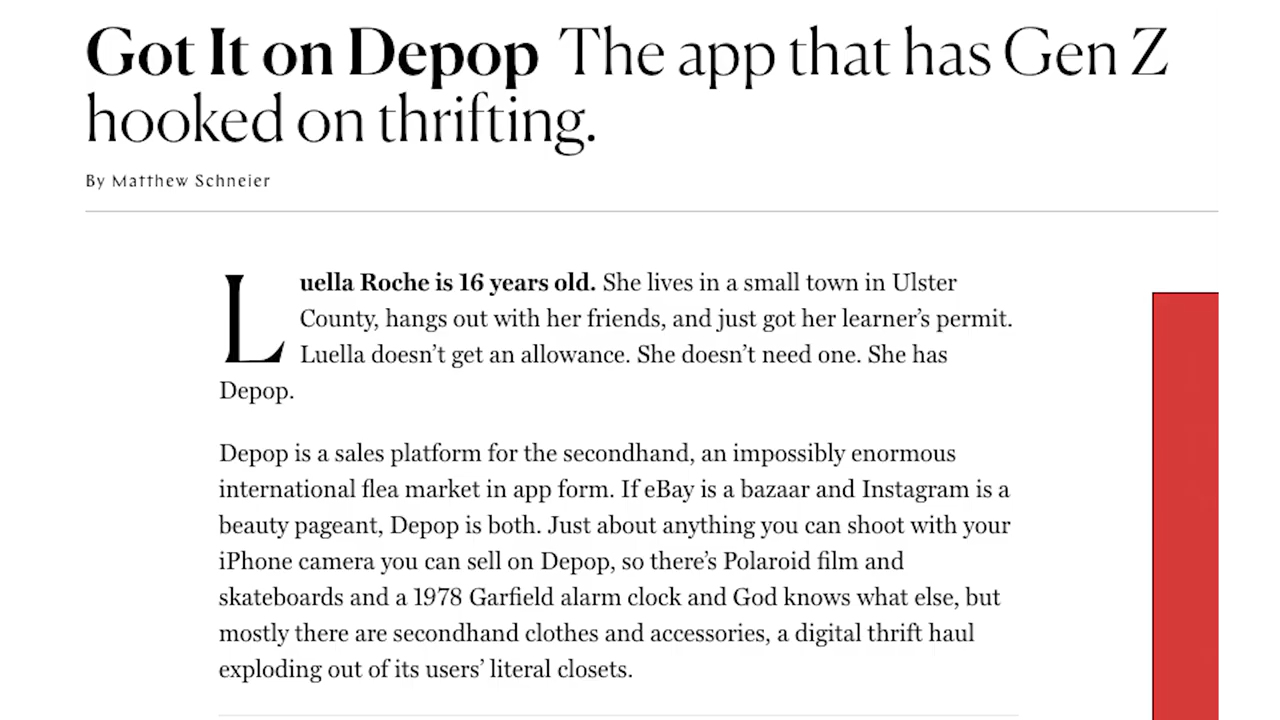 Got It on Depop The app that has Gen Z
hooked on thrifting.
By Matthew Schneier
Luella Roche is 16 years old. She lives in a small town in Ulster
County, hangs out with her friends, and just got her learner’s permit.
Luella doesn’t get an allowance. She doesn’t need one. She has
Depop.
Depop is a sales platform for the secondhand, an impossibly enormous
international flea market in app form. If eBay is a bazaar and Instagram is a
beauty pageant, Depop is both. Just about anything you can shoot with your
iPhone camera you can sell on Depop, so there’s Polaroid film and
skateboards and a 1978 Garfield alarm clock and God knows what else, but
mostly there are secondhand clothes and accessories, a digital thrift haul
exploding out of its users’ literal closets.